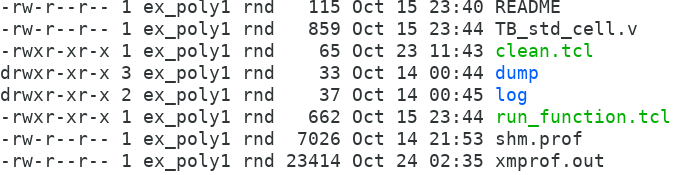 -rw-r--r-- 1 ex_poly1 rnd   115 Oct 15 23:40 README
-rw-r--r-- 1 ex_poly1 rnd   859 Oct 15 23:44 TB_std_cell.v
-rwxr-xr-x 1 ex_poly1 rnd    65 Oct 23 11:43 clean.tcl
drwxr-xr-x 3 ex_poly1 rnd    33 Oct 14 00:44 dump
drwxr-xr-x 2 ex_poly1 rnd    37 Oct 14 00:45 log
-rwxr-xr-x 1 ex_poly1 rnd   662 Oct 15 23:44 run_function.tcl
-rw-r--r-- 1 ex_poly1 rnd  7026 Oct 14 21:53 shm.prof
-rw-r--r-- 1 ex_poly1 rnd 23414 Oct 24 02:35 xmprof.out